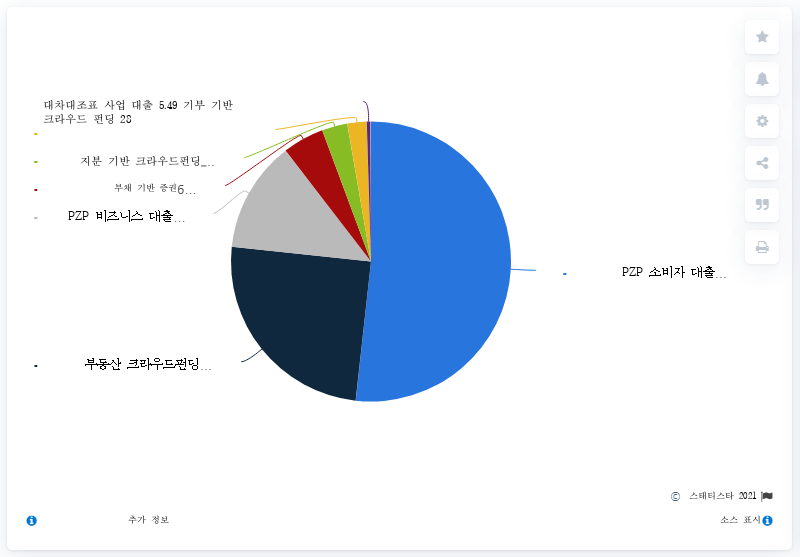 대차대조표 사업 대출 5.49 기부 기반
크라우드 펀딩 28
지분 기반 크라우드펀딩_...
부채 기반 증권6...
PZP 비즈니스 대출...
PZP 소비자 대출...
부동산 크라우드펀딩...
© 스태티스타 2021
추가 정보
소스 표시